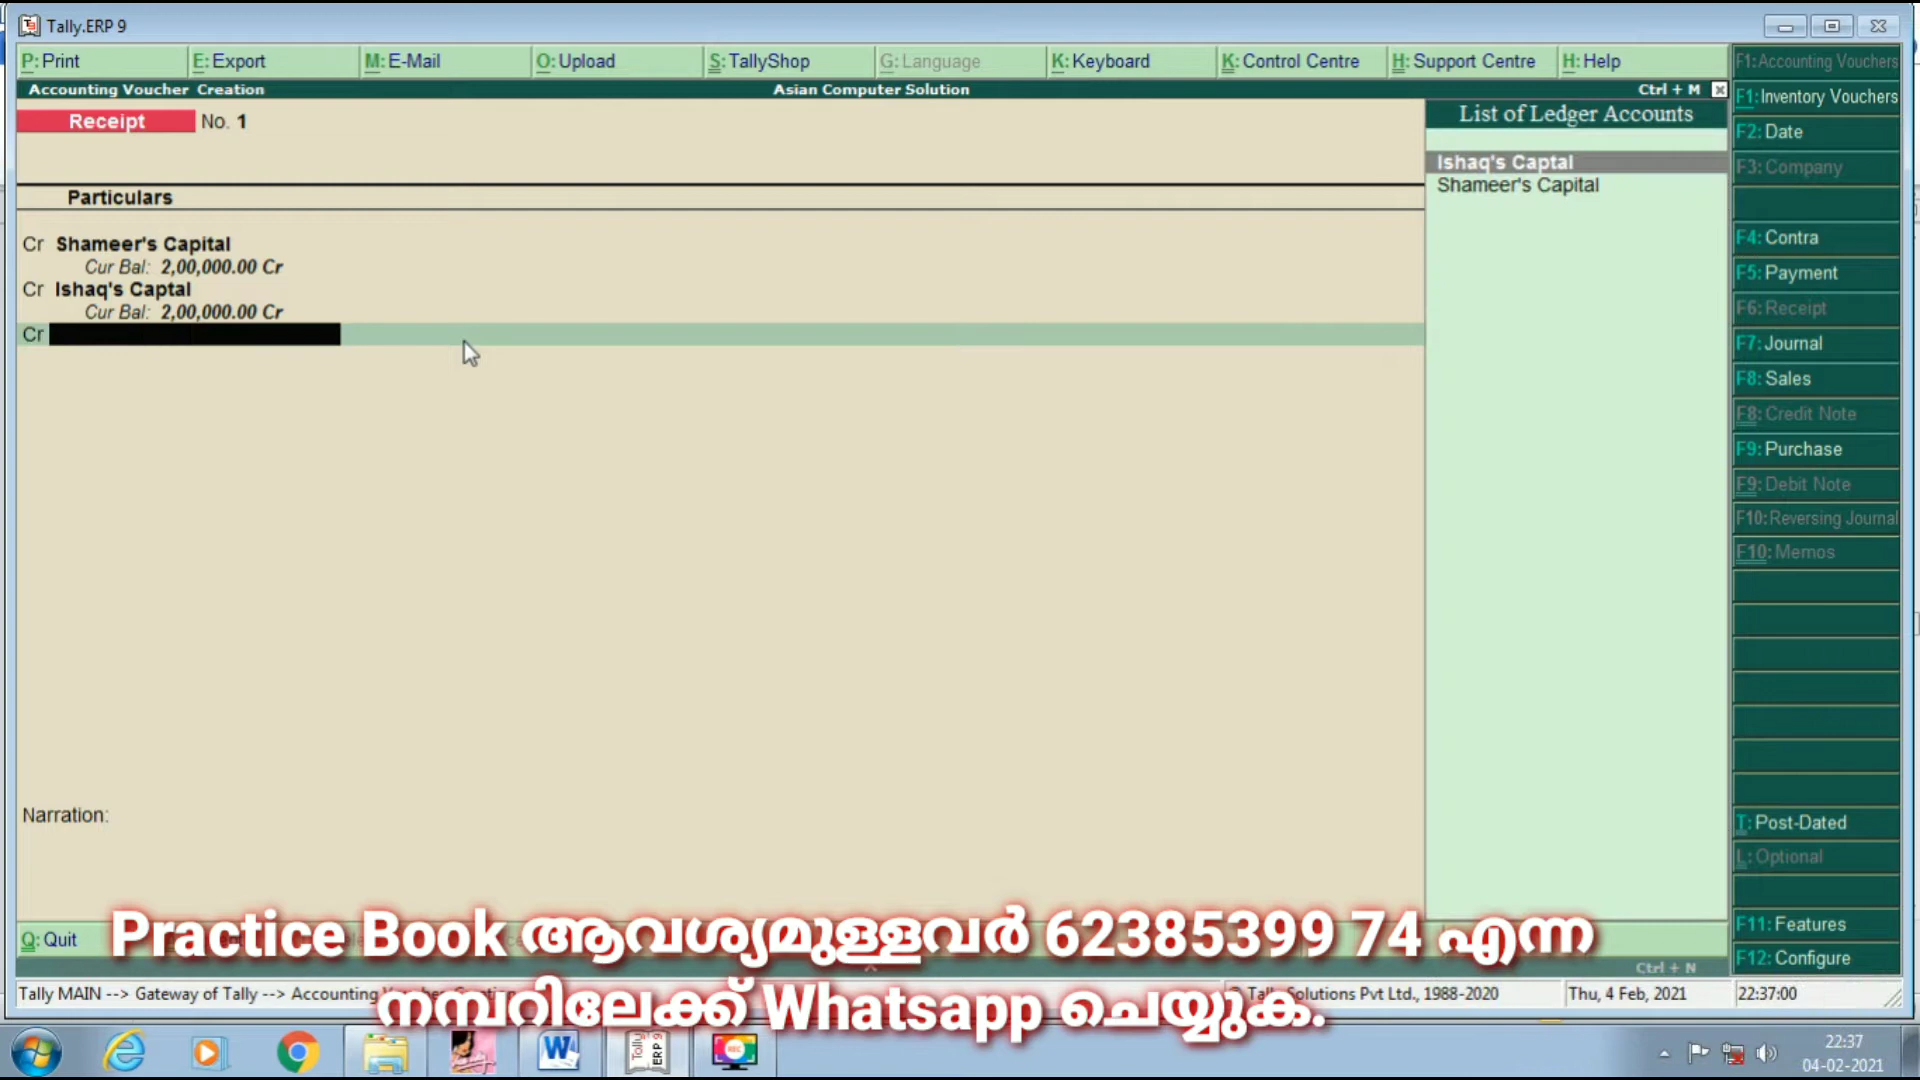 Tally.ERP 9
P: Print
E: Export
M: E-Mail
O: Upload
S: TallyShop
G: Language
K: Keyboard
K: Control Centre
H: Support Centre
H: Help
Accounting Voucher Creation
Asian Computer Solution
Ctrl + M
Receipt No. 1
Particulars
Cr Shameer's Capital
Cur Bal: 2,00,000.00 Cr
Cr Ishaq's Captal
Cur Bal: 2,00,000.00 Cr
Cr
Narration:
List of Ledger Accounts
Ishaq's Captal
Shameer's Capital
F1: Accounting Vouchers
F1: Inventory Vouchers
F2: Date
F3: Company
F4: Contra
F5: Payment
F6: Receipt
F7: Journal
F8: Sales
F8: Credit Note
F9: Purchase
F9: Debit Note
F10: Reversing Journal
F10: Memos
T: Post-Dated
L: Optional
F11: Features
F12: Configure
Q: Quit
Practice Book ആവശ്യമുള്ളവർ 62385399 74 എന്ന
നമ്പറിലേക്ക് Whatsapp ചെയ്യുക.
Ctrl + N
Tally MAIN --> Gateway of Tally --> Accounting
Tally Solutions Pvt Ltd., 1988-2020
Thu, 4 Feb, 2021
22:37:00
Tally ERP 9
REC
22:37
04-02-2021